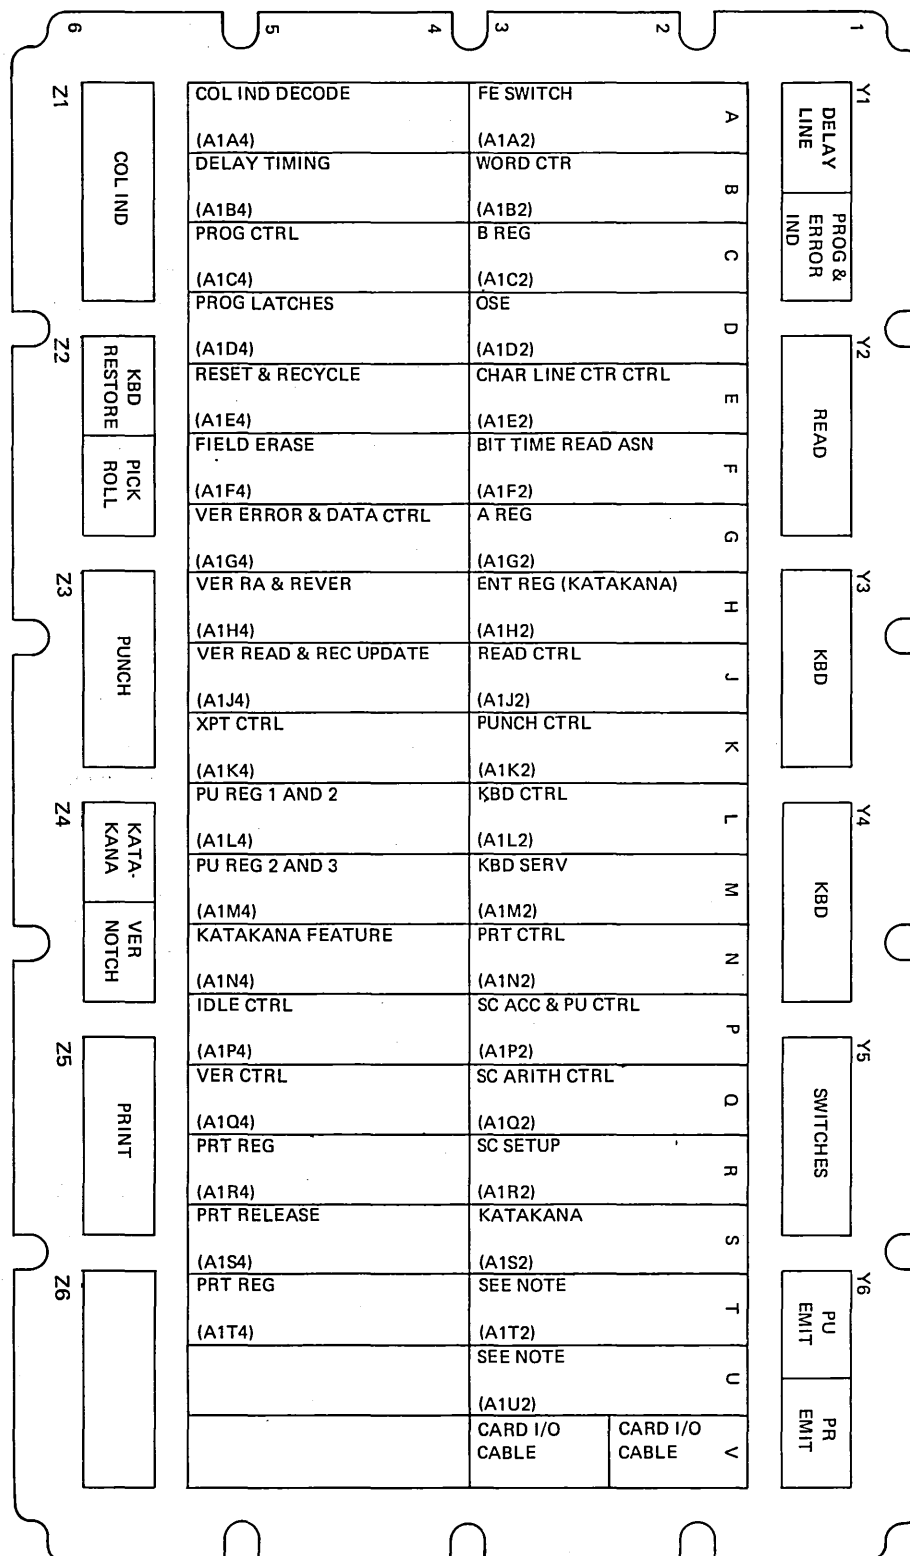 6
5
4
3
2
1
Z1
COL IND
COL IND DECODE
(A1A4)
FE SWITCH
(A1A2)
A
Y1
DELAY
LINE
PROG &
ERROR
IND
DELAY TIMING
(A1B4)
WORD CTR
(A1B2)
B
PROG CTRL
(A1C4)
B REG
(A1C2)
C
PROG LATCHES
(A1D4)
OSE
(A1D2)
D
Z2
KBD
RESTORE
PICK
ROLL
Y2
READ
RESET & RECYCLE
(A1E4)
CHAR LINE CTR CTRL
(A1E2)
E
FIELD ERASE
(A1F4)
BIT TIME READ ASN
(A1F2)
F
VER ERROR & DATA CTRL
(A1G4)
A REG
(A1G2)
G
Z3
PUNCH
Y3
KBD
VER RA & REVER
(A1H4)
ENT REG (KATAKANA)
(A1H2)
H
VER READ & REC UPDATE
(A1J4)
READ CTRL
(A1J2)
J
XPT CTRL
(A1K4)
PUNCH CTRL
(A1K2)
K
Z4
KATA-
KANA
VER
NOTCH
Y4
KBD
PU REG 1 AND 2
(A1L4)
KBD CTRL
(A1L2)
L
PU REG 2 AND 3
(A1M4)
KBD SERV
(A1M2)
M
KATAKANA FEATURE
(A1N4)
PRT CTRL
(A1N2)
N
IDLE CTRL
(A1P4)
SC ACC & PU CTRL
(A1P2)
P
Z5
PRINT
Y5
SWITCHES
VER CTRL
(A1Q4)
SC ARITH CTRL
(A1Q2)
Q
PRT REG
(A1R4)
SC SETUP
(A1R2)
R
PRT RELEASE
(A1S4)
KATAKANA
(A1S2)
S
Z6
Y6
PU
EMIT
PR
EMIT
PRT REG
(A1T4)
SEE NOTE
(A1T2)
T
SEE NOTE
(A1U2)
U
CARD I/O
CABLE
CARD I/O
CABLE
V